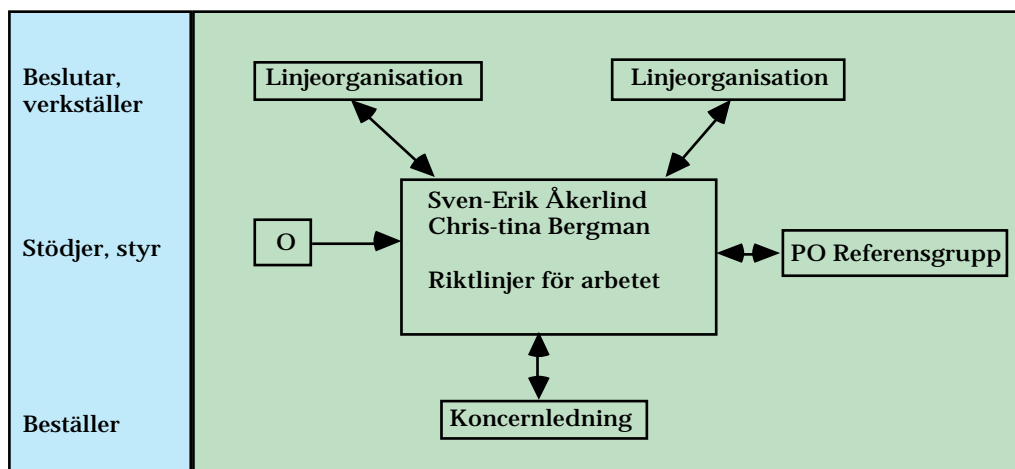 Beslutar,
verkställer
Linjeorganisation
Linjeorganisation
Stödjer, styr
O
Sven-Erik Åkerlind
Chris-tina Bergman
Riktlinjer för arbetet
PO Referensgrupp
Beställer
Koncernledning